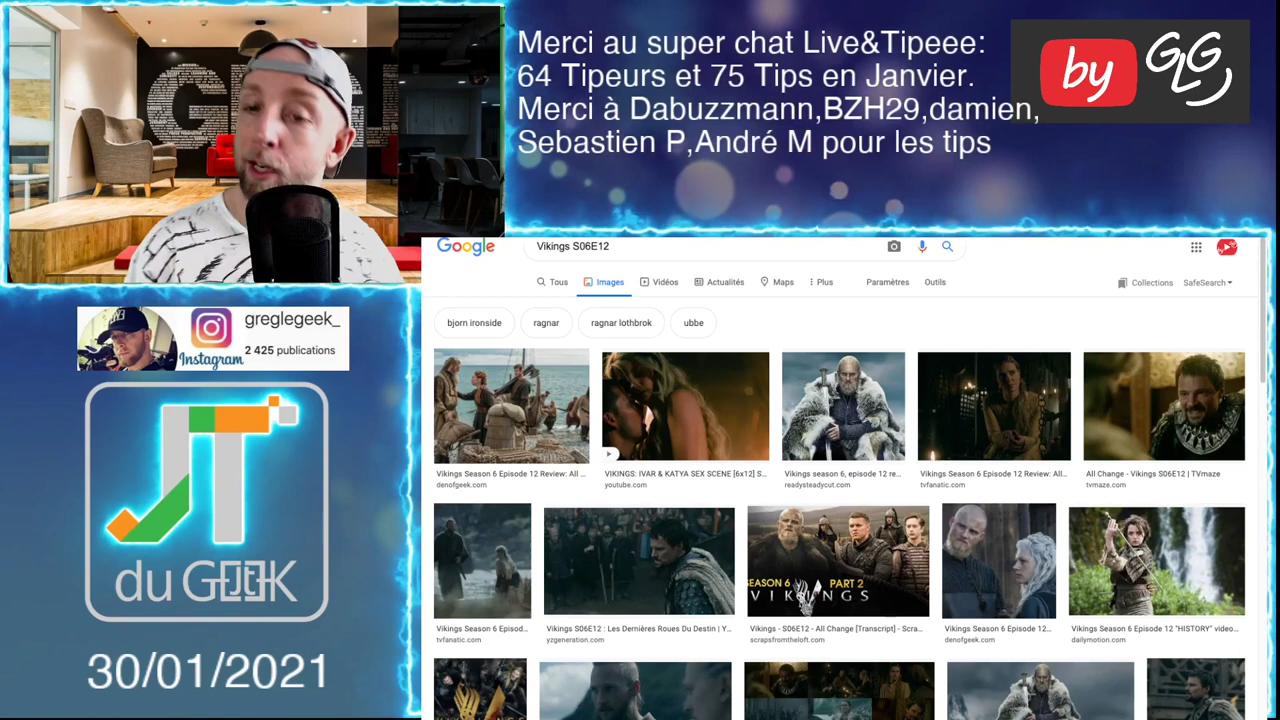 Merci au super chat Live&Tipeee:
64 Tipeurs et 75 Tips en Janvier.
Merci à Dabuzzmann,BZH29,damien,
Sebastien P,André M pour les tips
by GLG
Google
Vikings S06E12
Tous Images Vidéos Actualités Maps Plus Paramètres Outils Collections SafeSearch
bjorn ironside ragnar ragnar lothbrok ubbe
Vikings Season 6 Episode 12 Review: All ... VIKINGS: IVAR & KATYA SEX SCENE [6x12] S... Vikings season 6, episode 12 re... Vikings Season 6 Episode 12 Review: All... All Change - Vikings S06E12 | TVmaze
denofgeek.com youtube.com readysteadycut.com tvfanatic.com tvmaze.com
SEASON 6 PART 2
VIKINGS
Vikings Season 6 Episod... Vikings S06E12 : Les Dernières Roues Du Destin | Y... Vikings - S06E12 - All Change [Transcript] - Scra... Vikings Season 6 Episode 12... Vikings Season 6 Episode 12 "HISTORY" video...
tvfanatic.com yzgeneration.com scrapsfromtheloft.com denofgeek.com dailymotion.com
greglegeek_
Instagram
2 425 publications
JT
du GEEK
30/01/2021